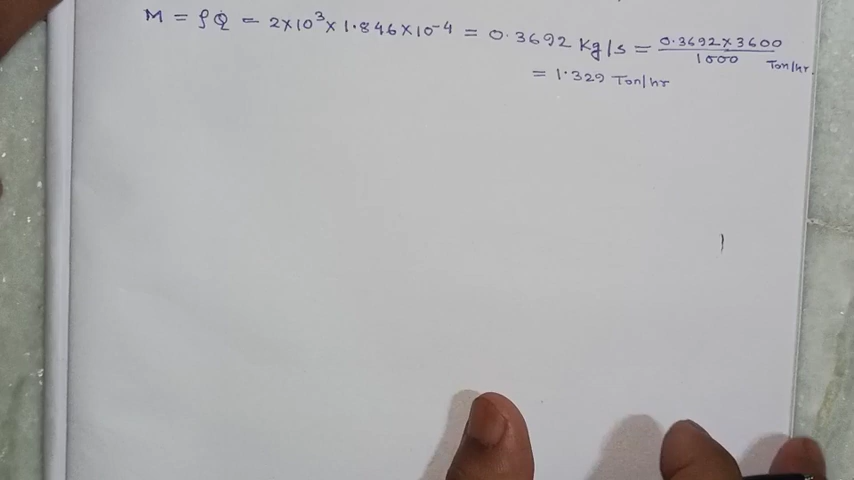 M = ρQ = 2×10³×1.846×10⁻⁴ = 0.3692 Kg/s = 0.3692×3600/1000 Ton/hr.
= 1.329 Ton/hr